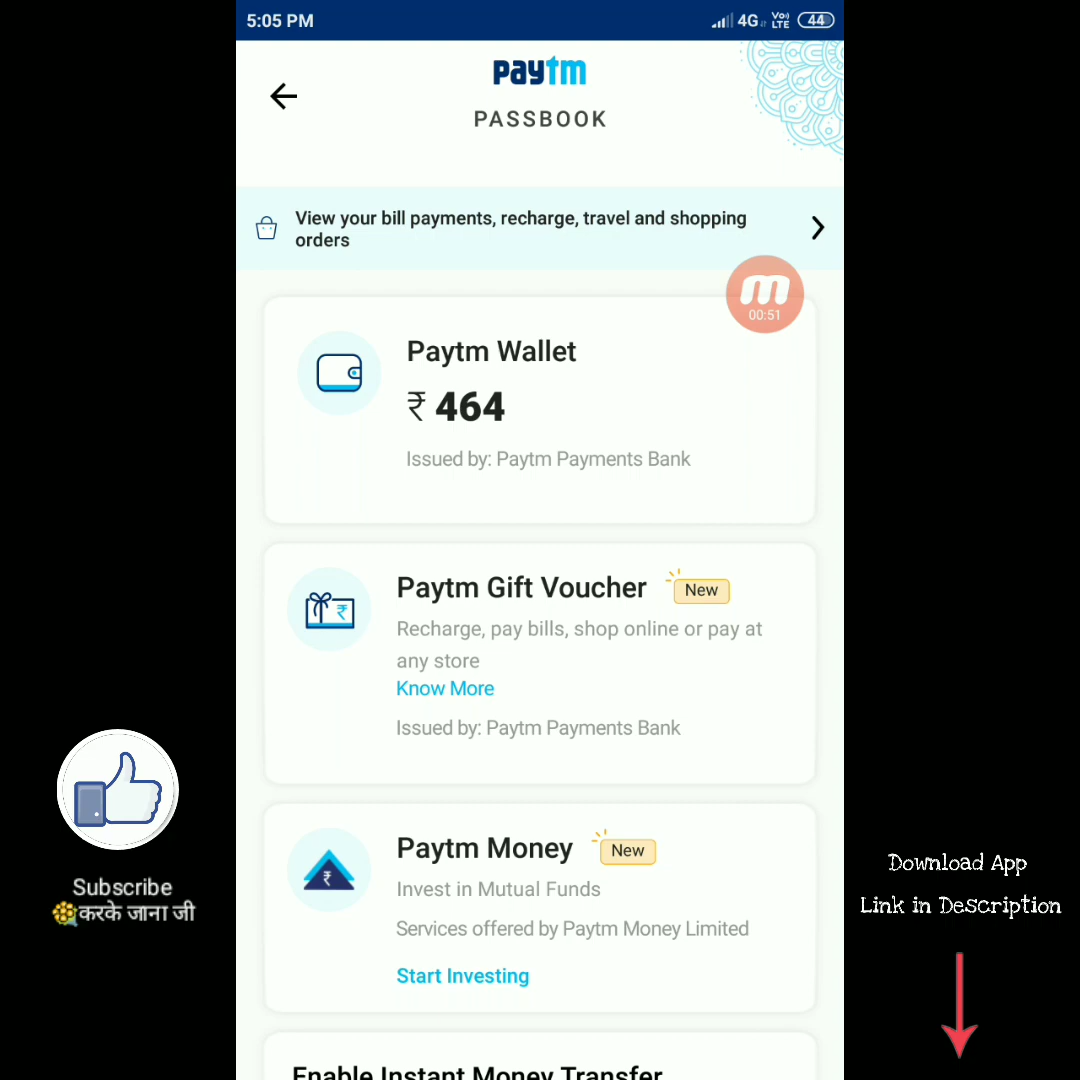 5:05 PM
4G
Vo)
LTE
44
paytm
PASSBOOK
View your bill payments, recharge, travel and shopping
orders
00:51
Paytm Wallet
₹ 464
Issued by: Paytm Payments Bank
Paytm Gift Voucher
New
Recharge, pay bills, shop online or pay at
any store
Know More
Issued by: Paytm Payments Bank
Paytm Money
New
Invest in Mutual Funds
Services offered by Paytm Money Limited
Start Investing
Enable Instant Money Transfer
Subscribe
करके जाना जी
Download App
Link in Description